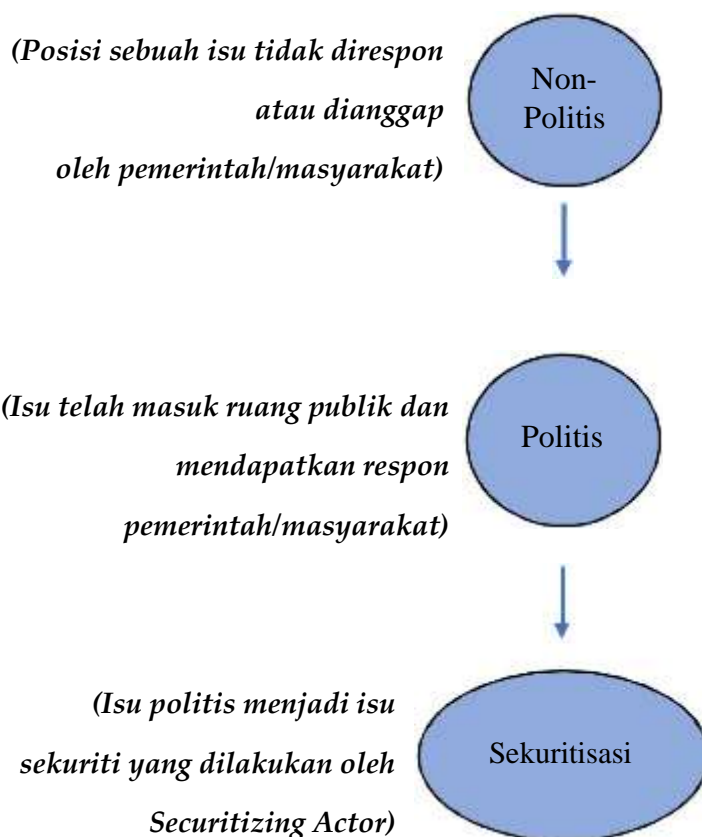 (Posisi sebuah isu tidak direspon
atau dianggap
oleh pemerintah/masyarakat)
Non-
Politis
(Isu telah masuk ruang publik dan
mendapatkan respon
pemerintah/masyarakat)
Politis
(Isu politis menjadi isu
sekuriti yang dilakukan oleh
Securitizing Actor)
Sekuritisasi